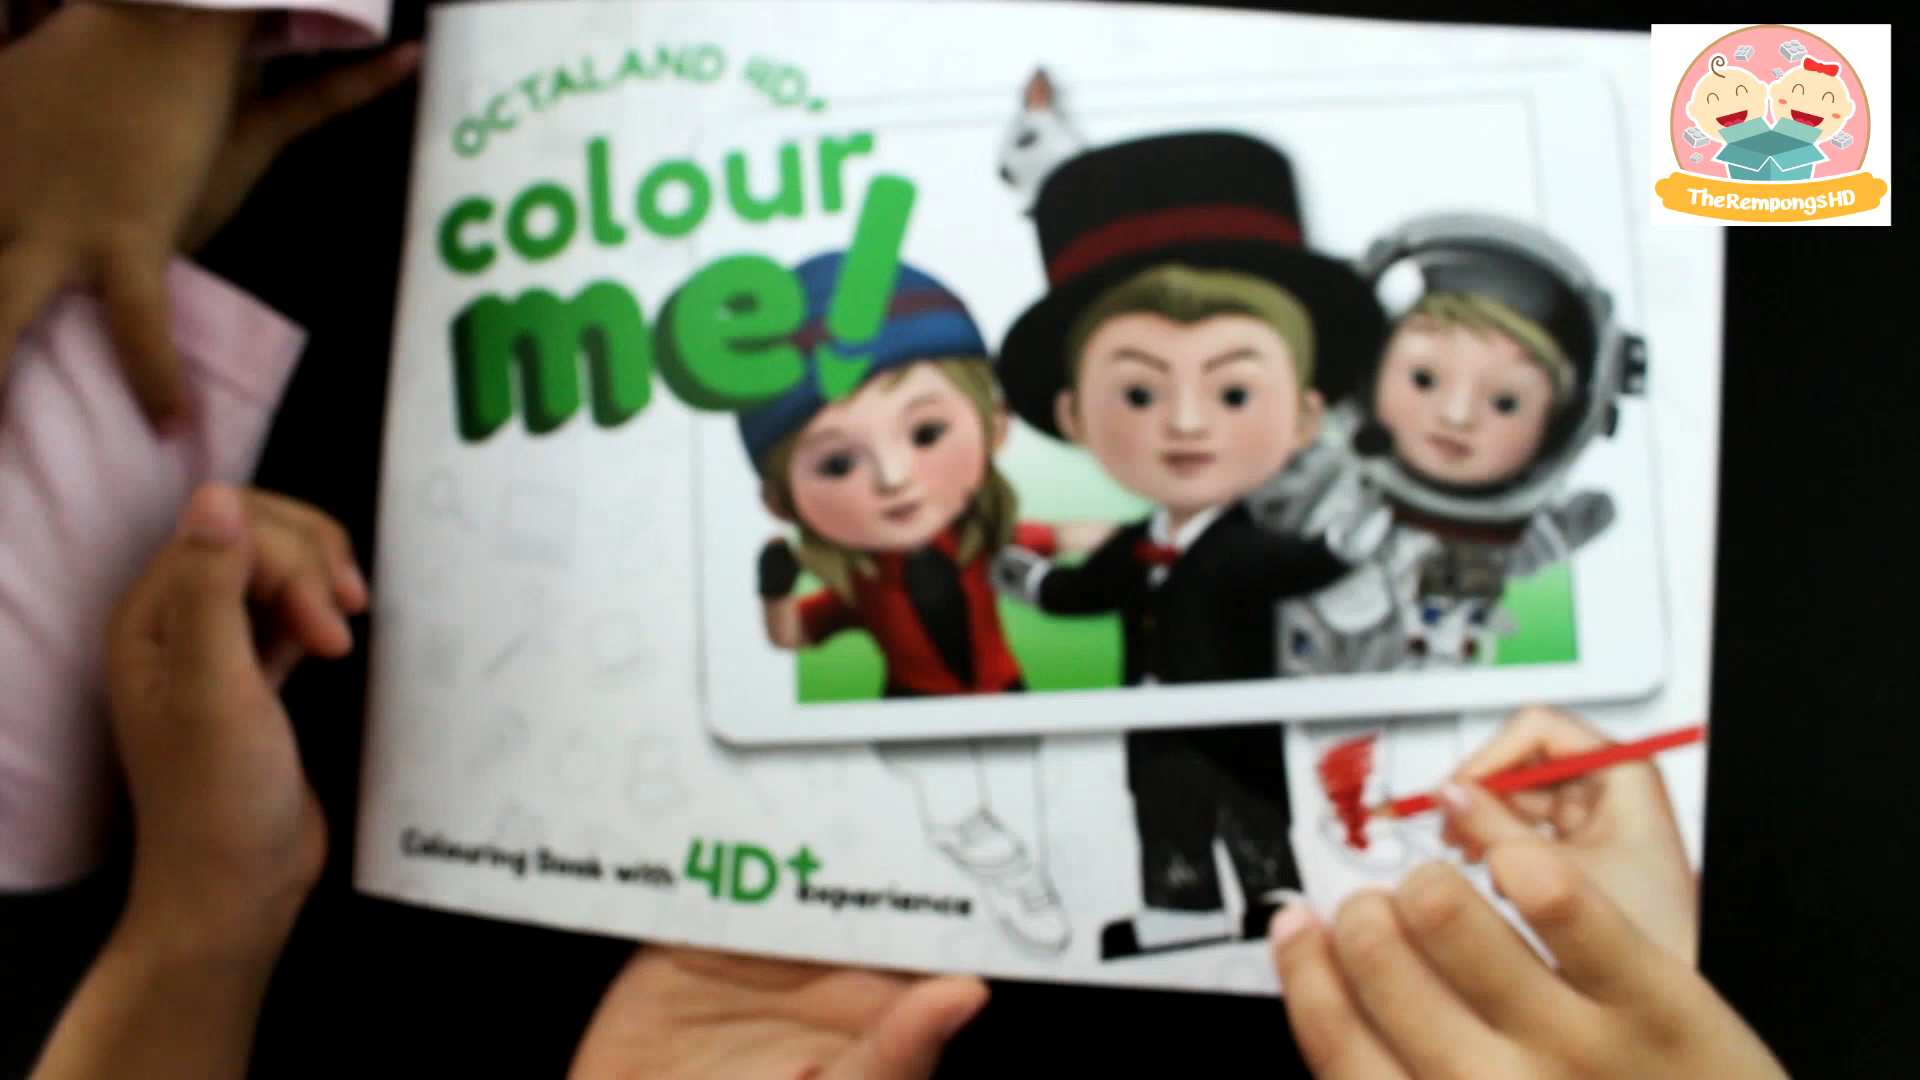 OCTALAND 4D+
colour
me!
Colouring Book with 4D+ experience
TheRempongsHD